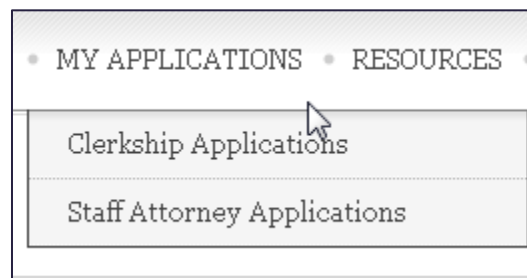 MY APPLICATIONS RESOURCES
Clerkship Applications
Staff Attorney Applications